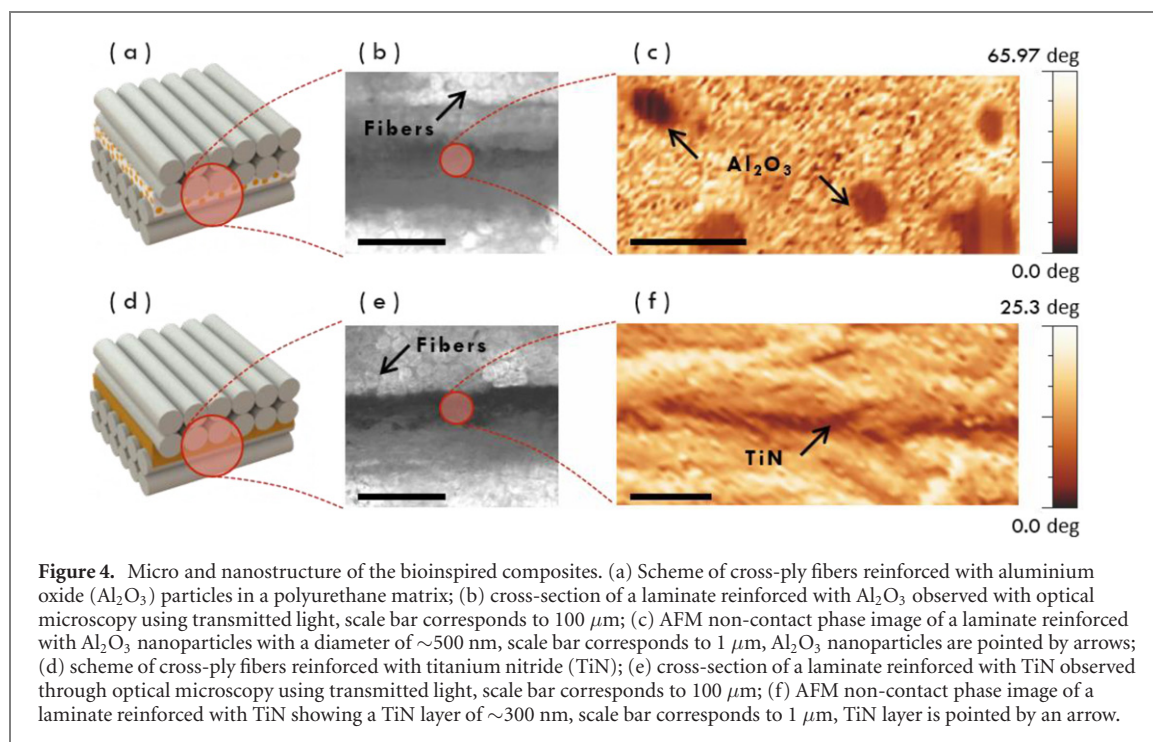 ( a )
( b )
( c )
65.97 deg
Fibers
Al₂O₃
0.0 deg
( d )
( e )
( f )
25.3 deg
Fibers
TiN
0.0 deg
Figure 4. Micro and nanostructure of the bioinspired composites. (a) Scheme of cross-ply fibers reinforced with aluminium
oxide (Al₂O₃) particles in a polyurethane matrix; (b) cross-section of a laminate reinforced with Al₂O₃ observed with optical
microscopy using transmitted light, scale bar corresponds to 100 μm; (c) AFM non-contact phase image of a laminate reinforced
with Al₂O₃ nanoparticles with a diameter of ∼500 nm, scale bar corresponds to 1 μm, Al₂O₃ nanoparticles are pointed by arrows;
(d) scheme of cross-ply fibers reinforced with titanium nitride (TiN); (e) cross-section of a laminate reinforced with TiN observed
through optical microscopy using transmitted light, scale bar corresponds to 100 μm; (f) AFM non-contact phase image of a
laminate reinforced with TiN showing a TiN layer of ∼300 nm, scale bar corresponds to 1 μm, TiN layer is pointed by an arrow.